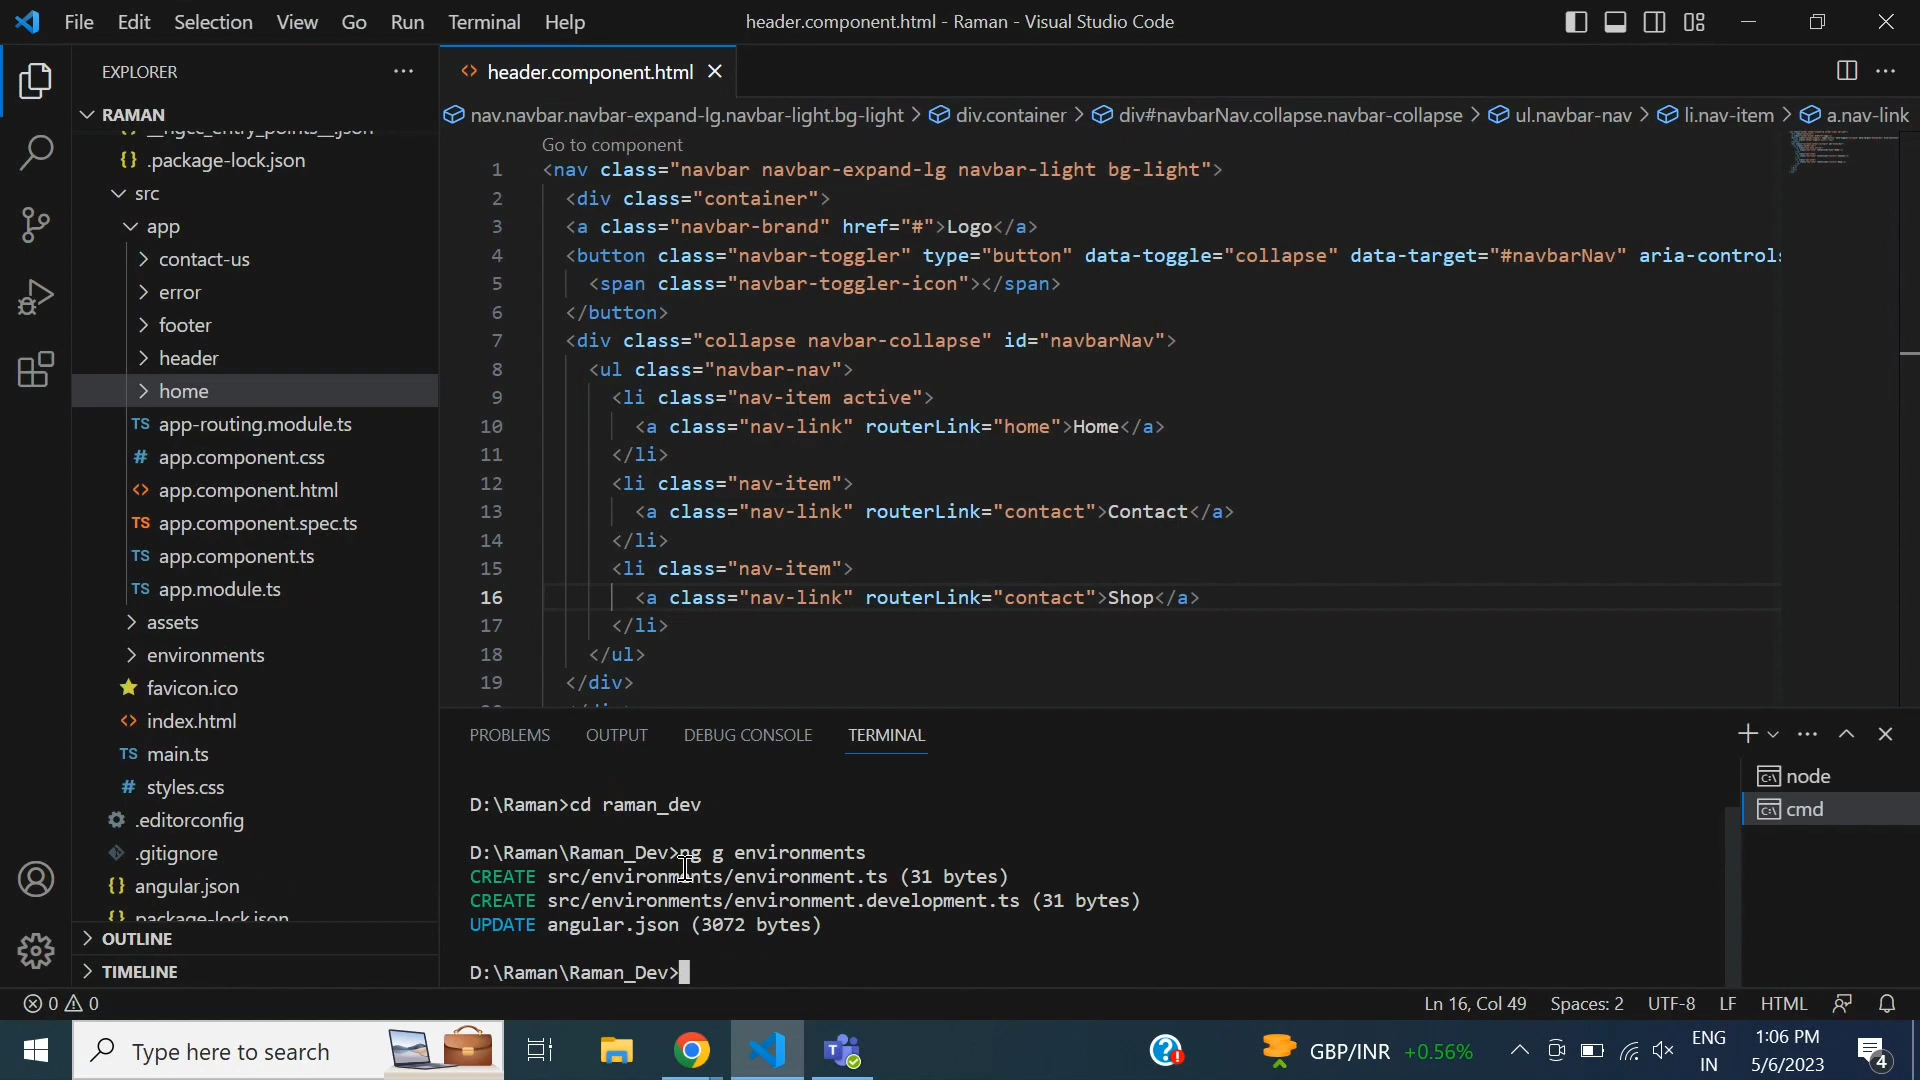 File Edit Selection View Go Run Terminal Help
header.component.html - Raman - Visual Studio Code
EXPLORER
RAMAN
.package-lock.json
src
app
contact-us
error
footer
header
home
app-routing.module.ts
app.component.css
app.component.html
app.component.spec.ts
app.component.ts
app.module.ts
assets
environments
favicon.ico
index.html
main.ts
styles.css
.editorconfig
.gitignore
angular.json
package-lock.json
OUTLINE
TIMELINE
header.component.html
nav.navbar.navbar-expand-lg.navbar-light.bg-light > div.container > div#navbarNav.collapse.navbar-collapse > ul.navbar-nav > li.nav-item > a.nav-link
Go to component
1 <nav class="navbar navbar-expand-lg navbar-light bg-light">
2 <div class="container">
3 <a class="navbar-brand" href="#">Logo</a>
4 <button class="navbar-toggler" type="button" data-toggle="collapse" data-target="#navbarNav" aria-controls
5 <span class="navbar-toggler-icon"></span>
6 </button>
7 <div class="collapse navbar-collapse" id="navbarNav">
8 <ul class="navbar-nav">
9 <li class="nav-item active">
10 <a class="nav-link" routerLink="home">Home</a>
11 </li>
12 <li class="nav-item">
13 <a class="nav-link" routerLink="contact">Contact</a>
14 </li>
15 <li class="nav-item">
16 <a class="nav-link" routerLink="contact">Shop</a>
17 </li>
18 </ul>
19 </div>
PROBLEMS OUTPUT DEBUG CONSOLE TERMINAL
D:\Raman>cd raman_dev
D:\Raman\Raman_Dev>ng g environments
CREATE src/environments/environment.ts (31 bytes)
CREATE src/environments/environment.development.ts (31 bytes)
UPDATE angular.json (3072 bytes)
D:\Raman\Raman_Dev>
node
cmd
0 0
Ln 16, Col 49 Spaces: 2 UTF-8 LF HTML
Type here to search
GBP/INR +0.56%
ENG
IN
1:06 PM
5/6/2023
4